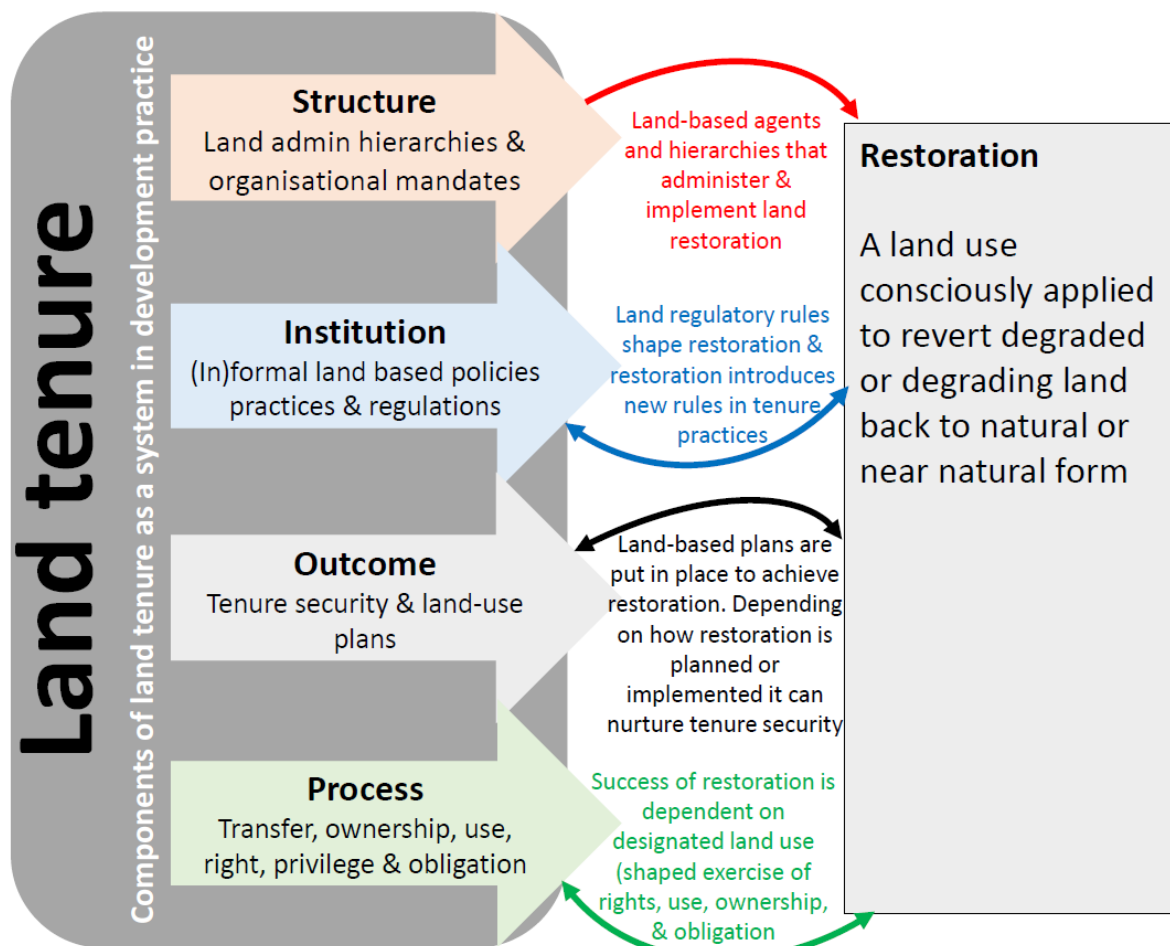 Land tenure
Components of land tenure as a system in development practice
Structure
Land admin hierarchies &
organisational mandates
Land-based agents
and hierarchies that
administer &
implement land
restoration
Institution
(In)formal land based policies
practices & regulations
Land regulatory rules
shape restoration &
restoration introduces
new rules in tenure
practices
Outcome
Tenure security & land-use
plans
Land-based plans are
put in place to achieve
restoration. Depending
on how restoration is
planned or
implemented it can
nurture tenure security
Process
Transfer, ownership, use,
right, privilege & obligation
Success of restoration is
dependent on
designated land use
(shaped exercise of
rights, use, ownership,
& obligation
Restoration
A land use
consciously applied
to revert degraded
or degrading land
back to natural or
near natural form